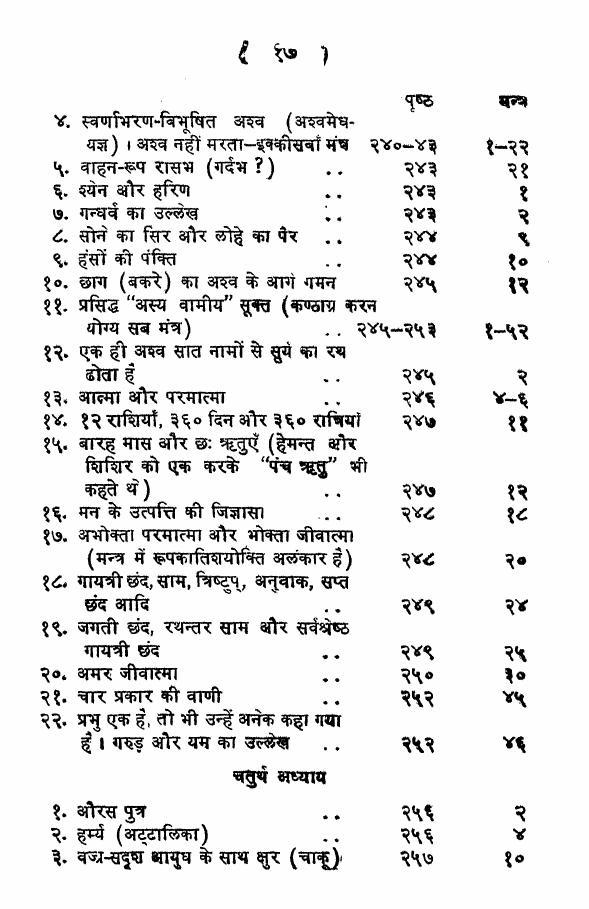 ( १७ )
पृष्ठ मन्त्र
४. स्वर्णाभरण-विभूषित अश्व (अश्वमेध-
यज्ञ) । अश्व नहीं मरता—इक्कीसवाँ मंत्र २४०-४३ १-२२
५. वाहन-रूप रासभ (गर्दभ ?) .. २४३ २१
६. श्येन और हरिण .. २४३ १
७. गन्धर्व का उल्लेख .. २४३ २
८. सोने का सिर और लोहे का पैर .. २४४ ९
९. हंसों की पंक्ति .. २४४ १०
१०. छाग (बकरे) का अश्व के आगे गमन २४५ १२
११. प्रसिद्ध “अस्य वामीय” सूक्त (कण्ठाग्र करन
योग्य सब मंत्र) .. २४५-२५३ १-५२
१२. एक ही अश्व सात नामों से सूर्य का रथ
ढोता है .. २४५ २
१३. आत्मा और परमात्मा .. २४६ ४-६
१४. १२ राशियाँ, ३६० दिन और ३६० रात्रियाँ २४७ ११
१५. बारह मास और छः ऋतुएँ (हेमन्त और
शिशिर को एक करके “पंच ऋतु” भी
कहते थे) .. २४७ १२
१६. मन के उत्पत्ति की जिज्ञासा ... २४८ १८
१७. अभोक्ता परमात्मा और भोक्ता जीवात्मा
(मन्त्र में रूपकातिशयोक्ति अलंकार है) २४८ २०
१८. गायत्री छंद, साम, त्रिष्टुप्, अनुवाक, सप्त
छंद आदि .. २४९ २४
१९. जगती छंद, रथन्तर साम और सर्वश्रेष्ठ
गायत्री छंद .. २४९ २५
२०. अमर जीवात्मा .. २५० ३०
२१. चार प्रकार की वाणी .. २५२ ४५
२२. प्रभु एक है, तो भी उन्हें अनेक कहा गया
है । गरुड़ और यम का उल्लेख .. २५२ ४६
चतुर्थ अध्याय
१. औरस पुत्र .. २५६ २
२. हर्म्य (अट्टालिका) .. २५६ ४
३. वज्र-सदृश आयुध के साथ क्षुर (चाकू) २५७ १०